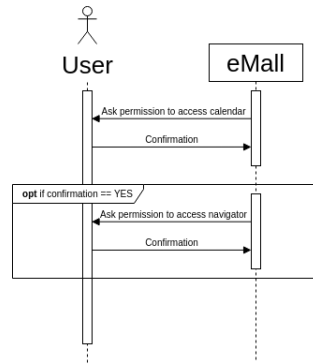 User
eMall
Ask permission to access calendar
Confirmation
opt if confirmation == YES
Ask permission to access navigator
Confirmation